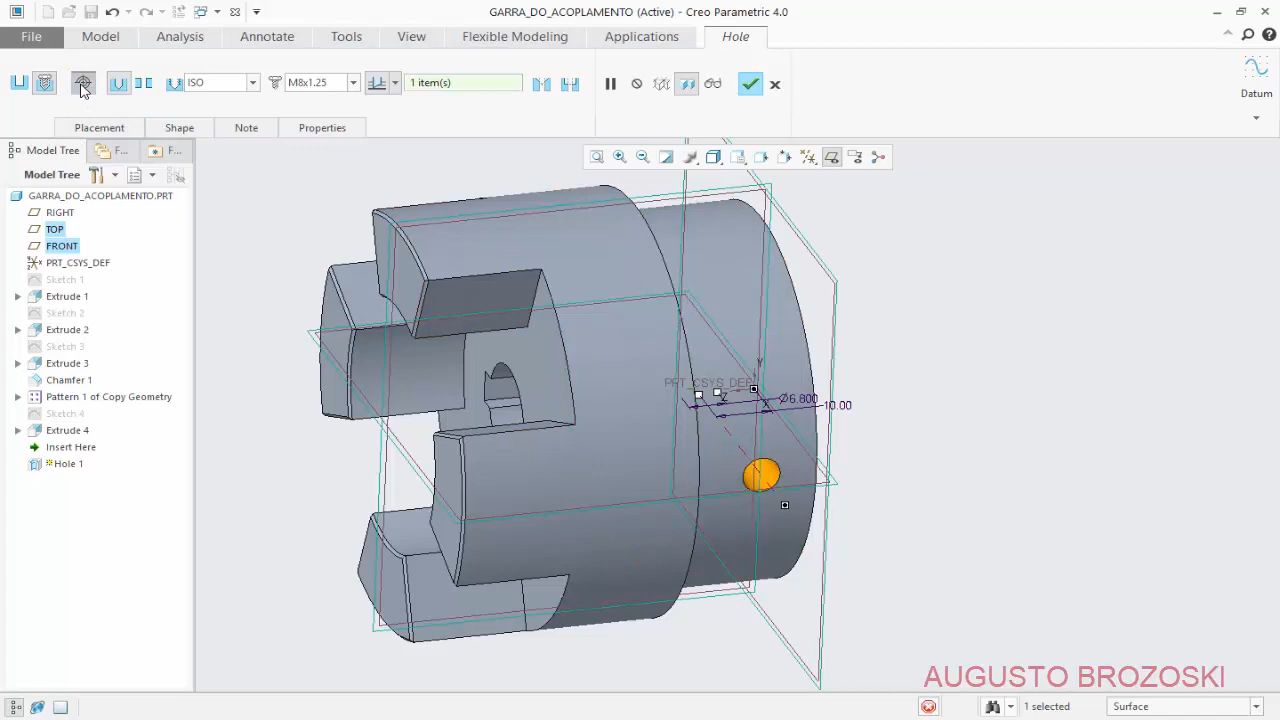 GARRA_DO_ACOPLAMENTO (Active) - Creo Parametric 4.0
File Model Analysis Annotate Tools View Flexible Modeling Applications Hole
ISO M8x1.25 1 item(s)
Datum
Placement Shape Note Properties
Model Tree F... F...
Model Tree
GARRA_DO_ACOPLAMENTO.PRT
RIGHT
TOP
FRONT
PRT_CSYS_DEF
Sketch 1
Extrude 1
Sketch 2
Extrude 2
Sketch 3
Extrude 3
Chamfer 1
Pattern 1 of Copy Geometry
Sketch 4
Extrude 4
Insert Here
Hole 1
Y
PRT_CSYS_DEF
Z
X
Ø6.800
10.00
AUGUSTO BROZOSKI
1 selected Surface